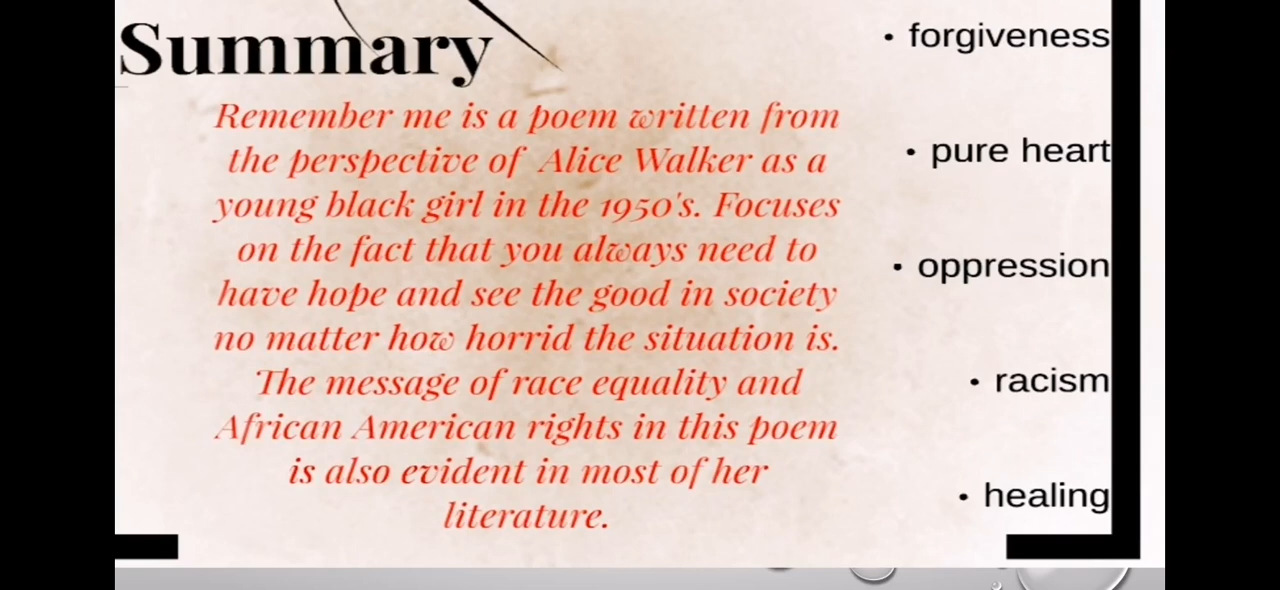 Summary
Remember me is a poem written from
the perspective of Alice Walker as a
young black girl in the 1950's. Focuses
on the fact that you always need to
have hope and see the good in society
no matter how horrid the situation is.
The message of race equality and
African American rights in this poem
is also evident in most of her
literature.
• forgiveness
• pure heart
• oppression
• racism
• healing